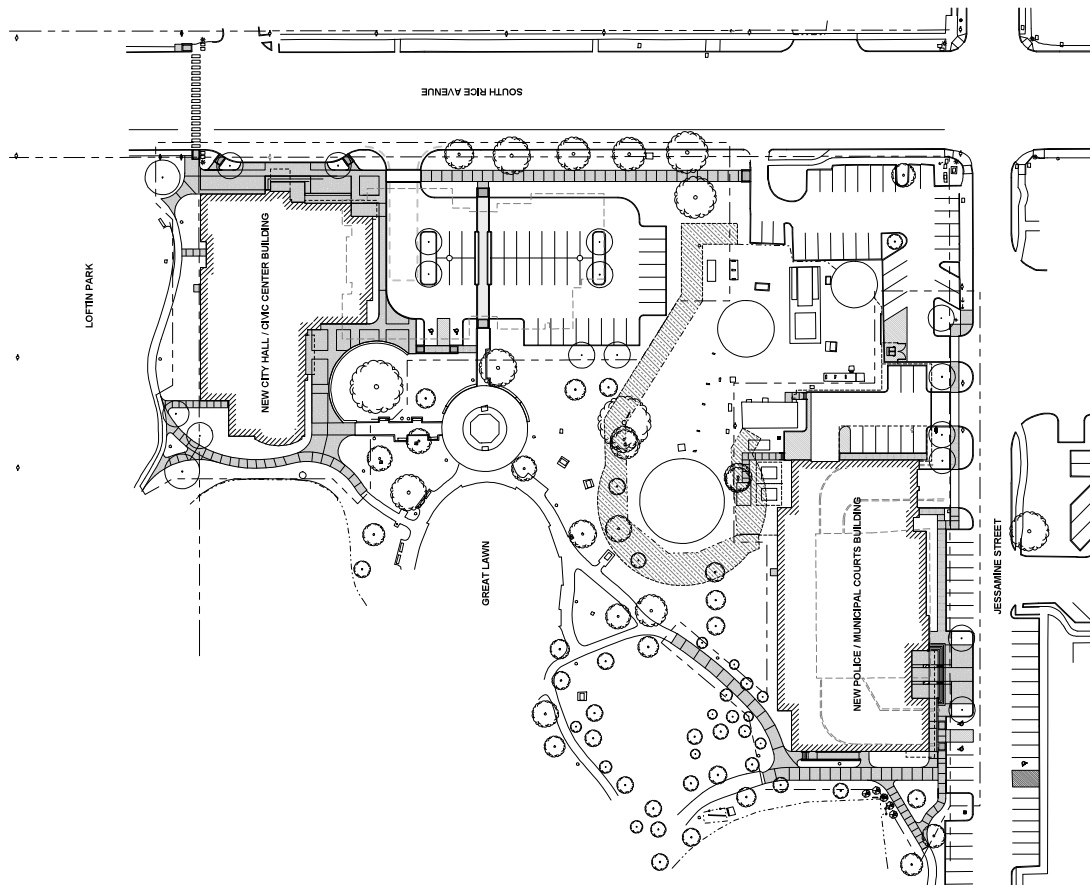 SOUTH RICE AVENUE
LOFTIN PARK
NEW CITY HALL / CIVIC CENTER BUILDING
GREAT LAWN
NEW POLICE / MUNICIPAL COURTS BUILDING
JESSAMINE STREET